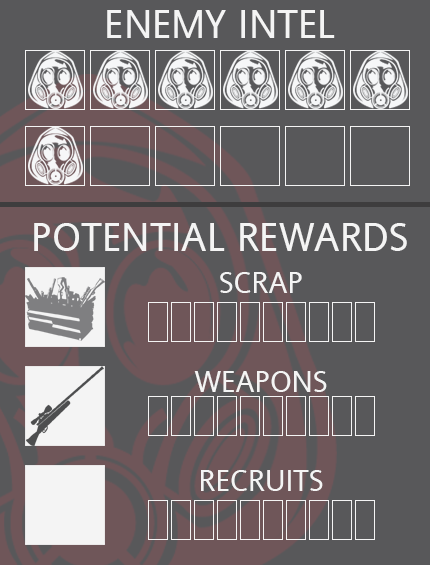 ENEMY INTEL
POTENTIAL REWARDS
SCRAP
WEAPONS
RECRUITS